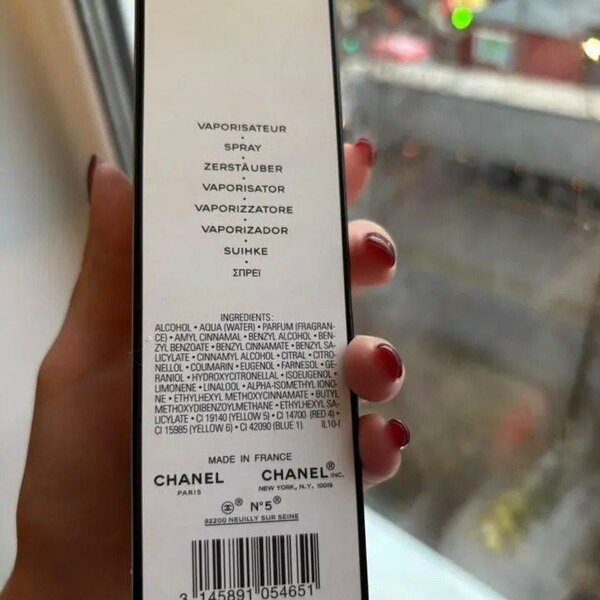 VAPORISATEUR
•
SPRAY
•
ZERSTÄUBER
•
VAPORISATOR
•
VAPORIZZATORE
•
VAPORIZADOR
•
SUIHKE
•
ΣΠΡΕΪ
INGREDIENTS:
ALCOHOL • AQUA (WATER) • PARFUM (FRAGRAN-
CE) • AMYL CINNAMAL • BENZYL ALCOHOL • BEN-
ZYL BENZOATE • BENZYL CINNAMATE • BENZYL SA-
LICYLATE • CINNAMYL ALCOHOL • CITRAL • CITRO-
NELLOL • COUMARIN • EUGENOL • FARNESOL • GE-
RANIOL • HYDROXYCITRONELLAL • ISOEUGENOL •
LIMONENE • LINALOOL • ALPHA-ISOMETHYL IONO-
NE • ETHYLHEXYL METHOXYCINNAMATE • BUTYL
METHOXYDIBENZOYLMETHANE • ETHYLHEXYL SA-
LICYLATE • CI 19140 (YELLOW 5) • CI 14700 (RED 4) •
CI 15985 (YELLOW 6) • CI 42090 (BLUE 1). IL10-I
MADE IN FRANCE
CHANEL CHANEL® INC.
PARIS NEW YORK, N.Y. 10019
® N°5®
92200 NEUILLY SUR SEINE
3 145891 054651